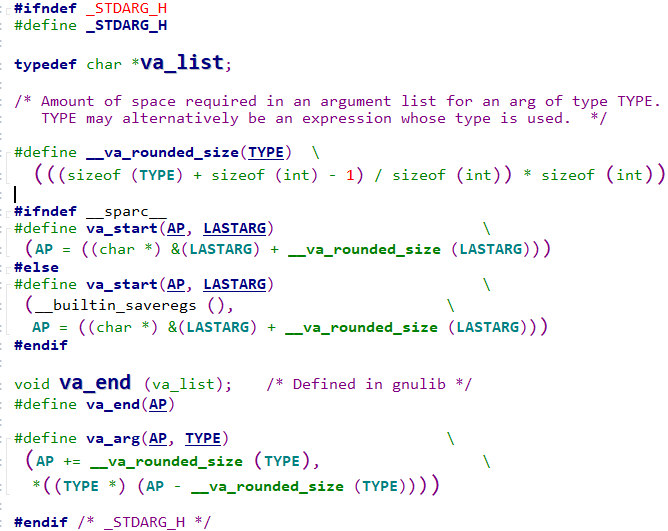 #ifndef _STDARG_H
#define _STDARG_H
typedef char *va_list;
/* Amount of space required in an argument list for an arg of type TYPE.
TYPE may alternatively be an expression whose type is used.  */
#define __va_rounded_size(TYPE)  \
(((sizeof (TYPE) + sizeof (int) - 1) / sizeof (int)) * sizeof (int))
#ifndef __sparc__
#define va_start(AP, LASTARG) \
(AP = ((char *) &(LASTARG) + __va_rounded_size (LASTARG)))
#else
#define va_start(AP, LASTARG) \
(__builtin_saveregs (), \
AP = ((char *) &(LASTARG) + __va_rounded_size (LASTARG)))
#endif
void va_end (va_list); /* Defined in gnulib */
#define va_end(AP)
#define va_arg(AP, TYPE) \
(AP += __va_rounded_size (TYPE), \
*((TYPE *) (AP - __va_rounded_size (TYPE))))
#endif /* _STDARG_H */